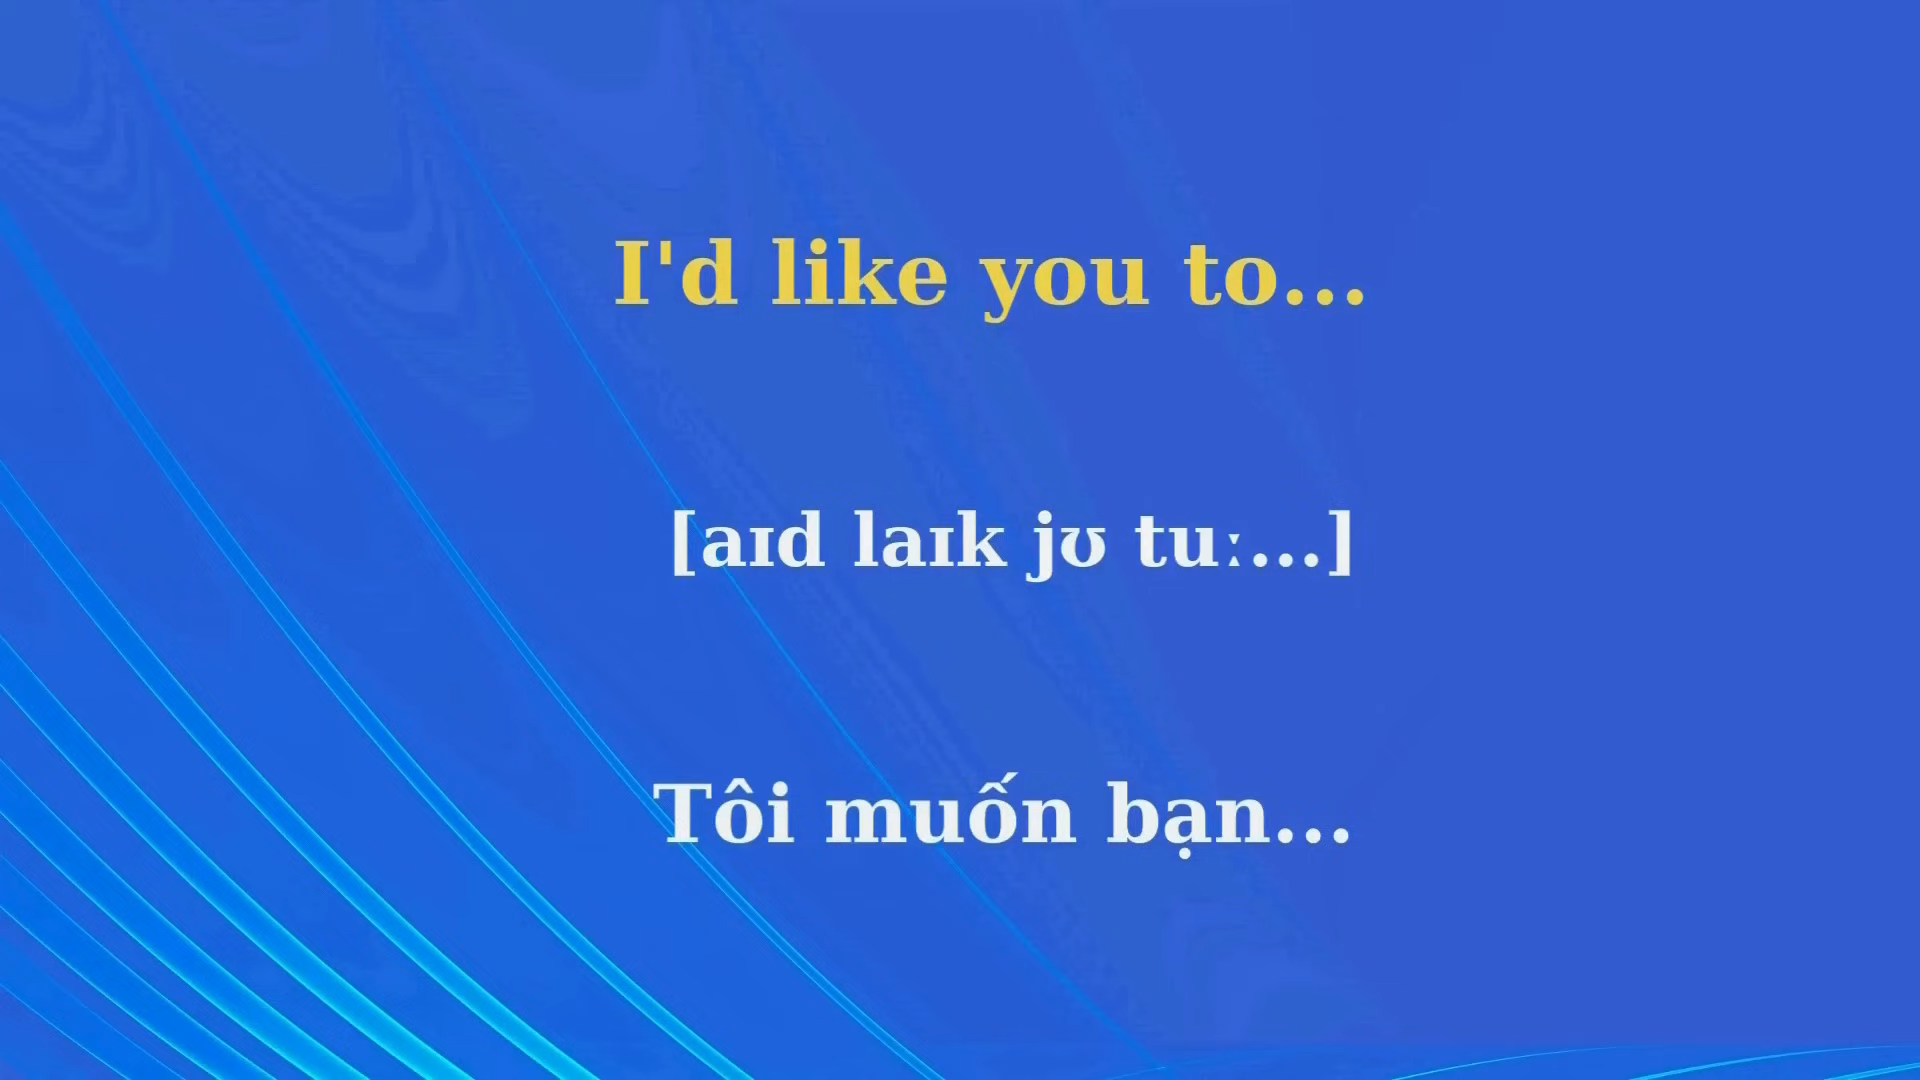 I'd like you to...
[aɪd laɪk jʊ tuː...]
Tôi muốn bạn...